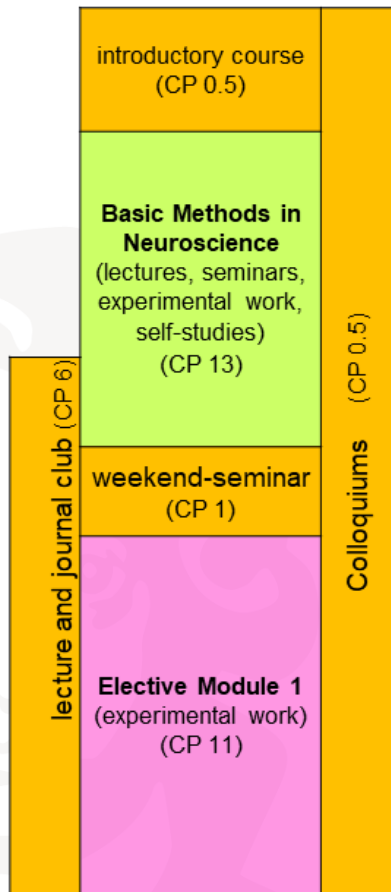 introductory course
(CP 0.5)
Basic Methods in
Neuroscience
(lectures, seminars,
experimental work,
self-studies)
(CP 13)
weekend-seminar
(CP 1)
Elective Module 1
(experimental work)
(CP 11)
lecture and journal club (CP 6)
Colloquiums (CP 0.5)